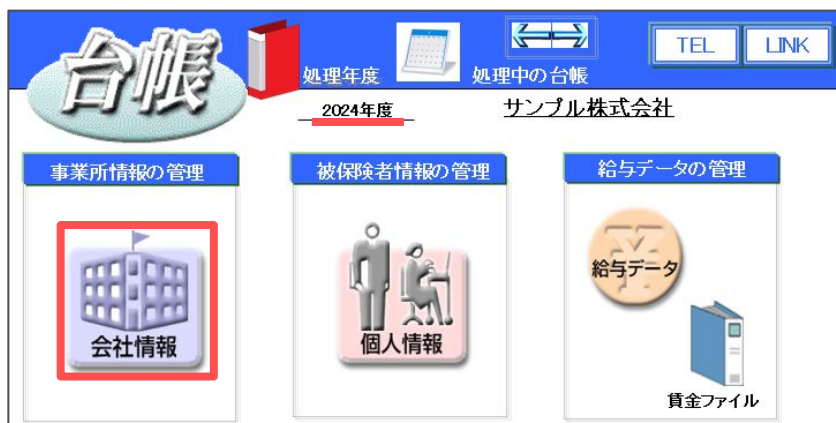 台帳
処理年度
処理中の台帳
TEL
LINK
2024年度
サンプル株式会社
事業所情報の管理
被保険者情報の管理
給与データの管理
会社情報
個人情報
給与データ
賃金ファイル